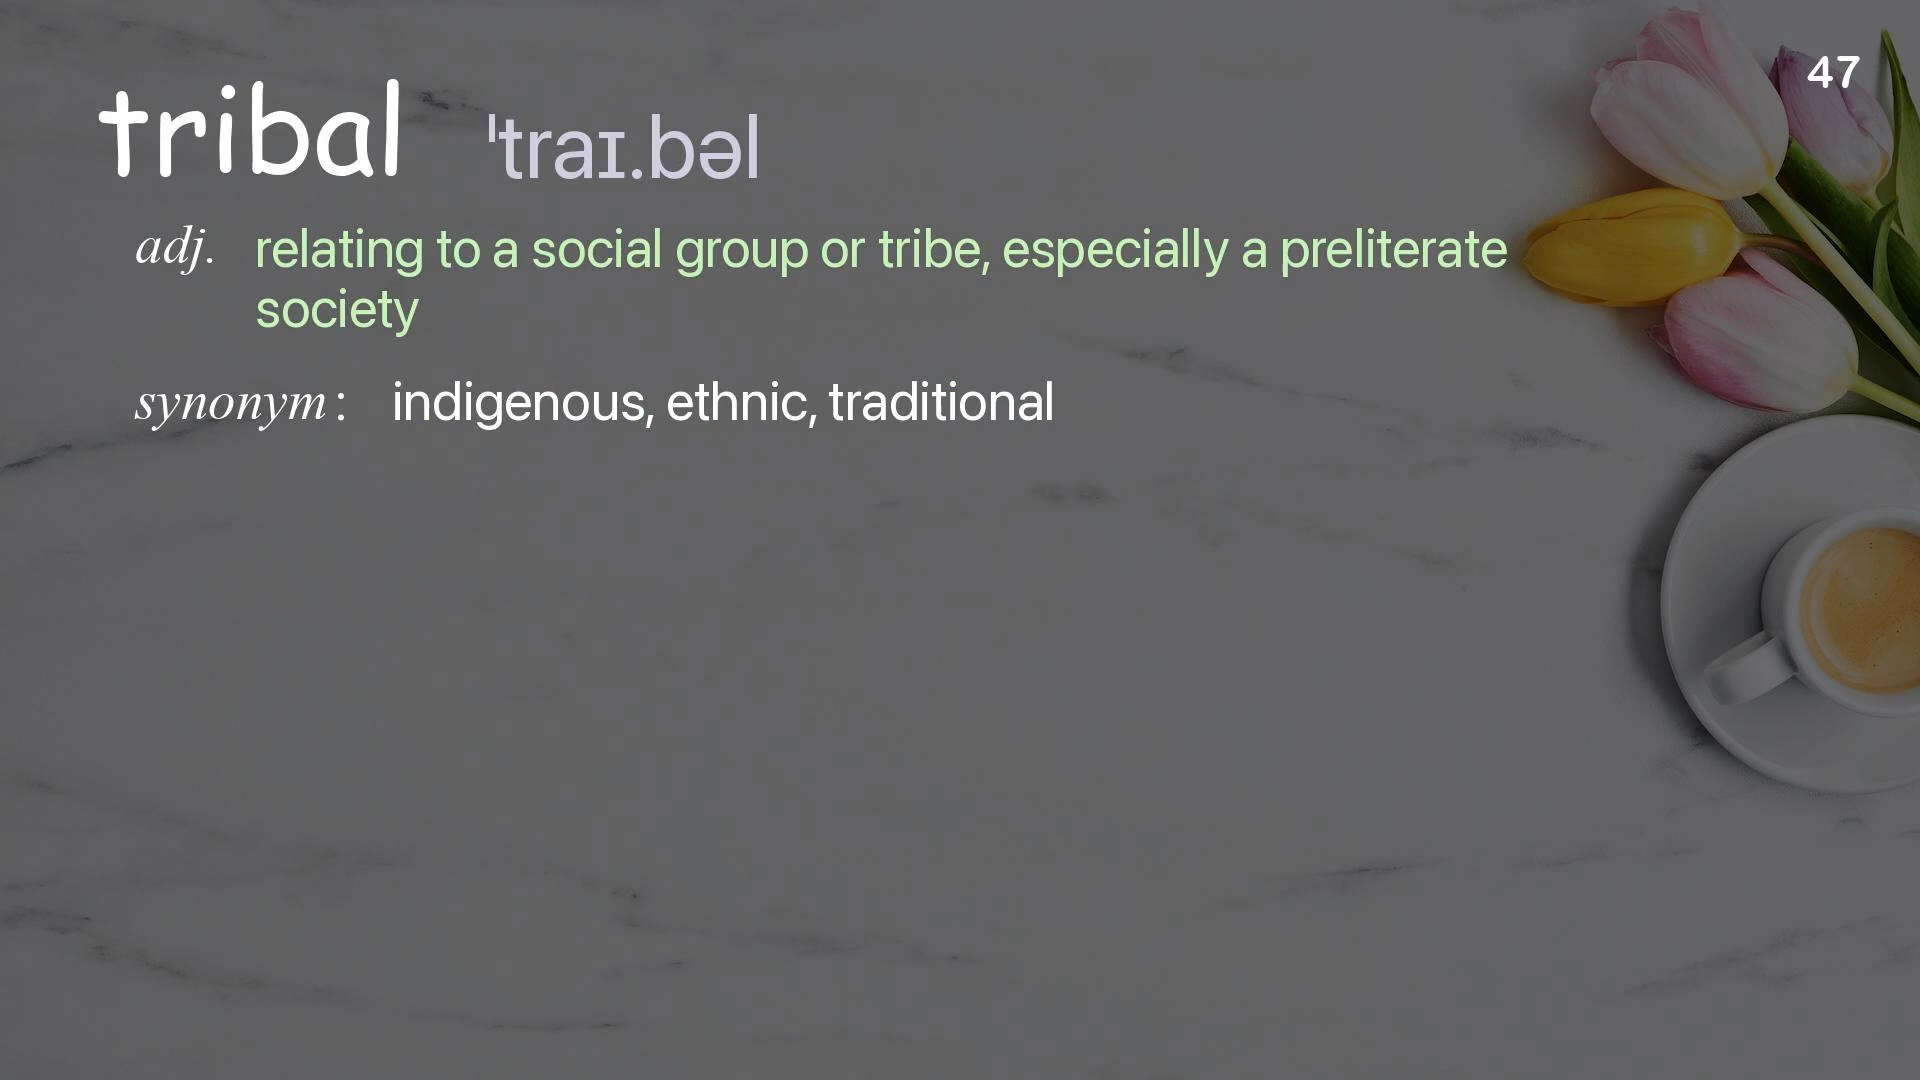 47
tribal ˈtraɪ.bəl
adj. relating to a social group or tribe, especially a preliterate
society
synonym : indigenous, ethnic, traditional